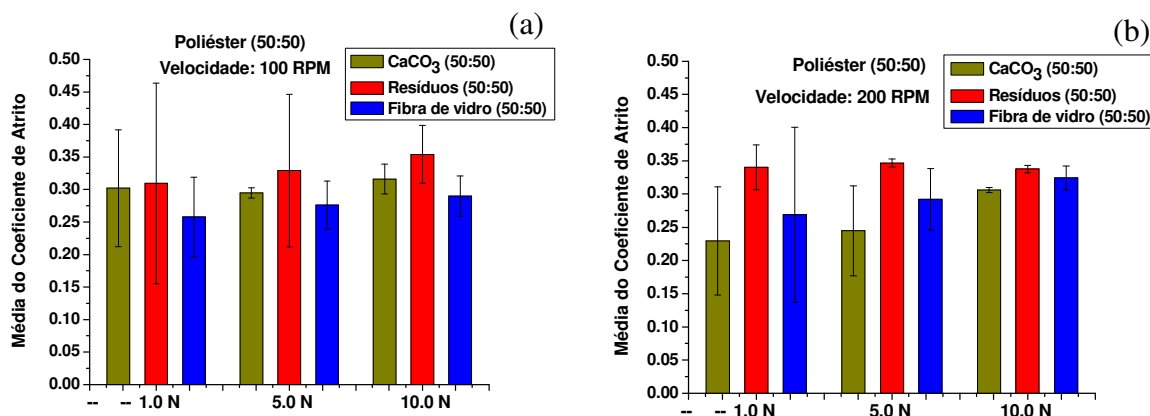 (a)
Poliéster (50:50)
Velocidade: 100 RPM
CaCO3 (50:50)
Resíduos (50:50)
Fibra de vidro (50:50)
Média do Coeficiente de Atrito
0.50
0.45
0.40
0.35
0.30
0.25
0.20
0.15
0.10
0.05
0.00
-- -- 1.0 N 5.0 N 10.0 N
(b)
Poliéster (50:50)
Velocidade: 200 RPM
CaCO3 (50:50)
Resíduos (50:50)
Fibra de vidro (50:50)
Média do Coeficiente de Atrito
0.50
0.45
0.40
0.35
0.30
0.25
0.20
0.15
0.10
0.05
0.00
-- -- 1.0 N 5.0 N 10.0 N